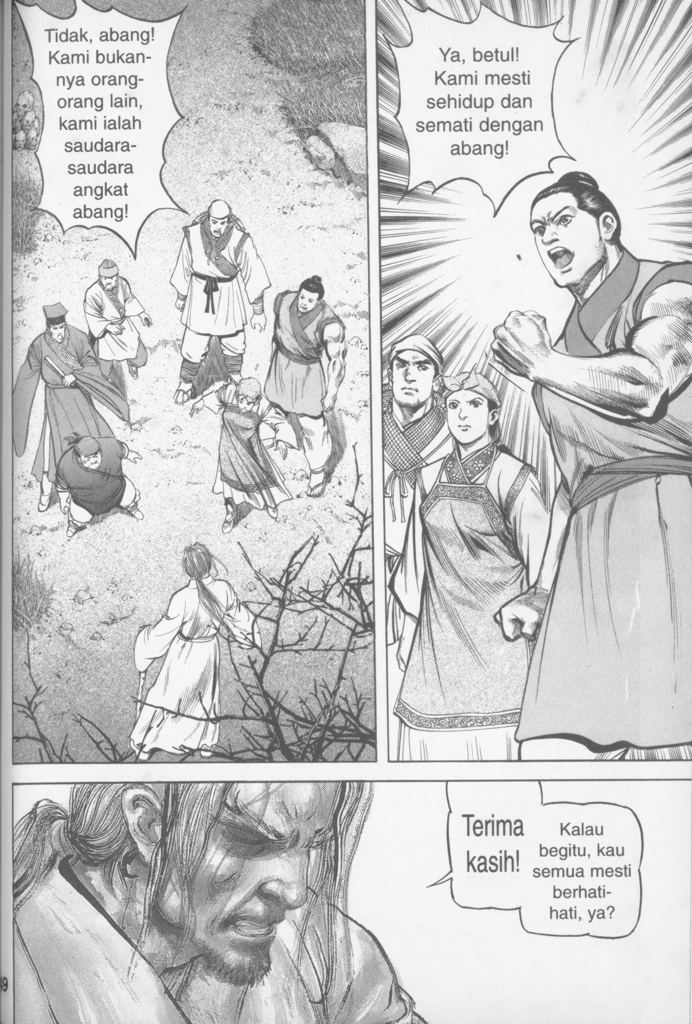 Tidak, abang!
Kami bukan-
nya orang-
orang lain,
kami ialah
saudara-
saudara
angkat
abang!
Ya, betul!
Kami mesti
sehidup dan
semati dengan
abang!
Terima
kasih!
Kalau
begitu, kau
semua mesti
berhati-
hati, ya?